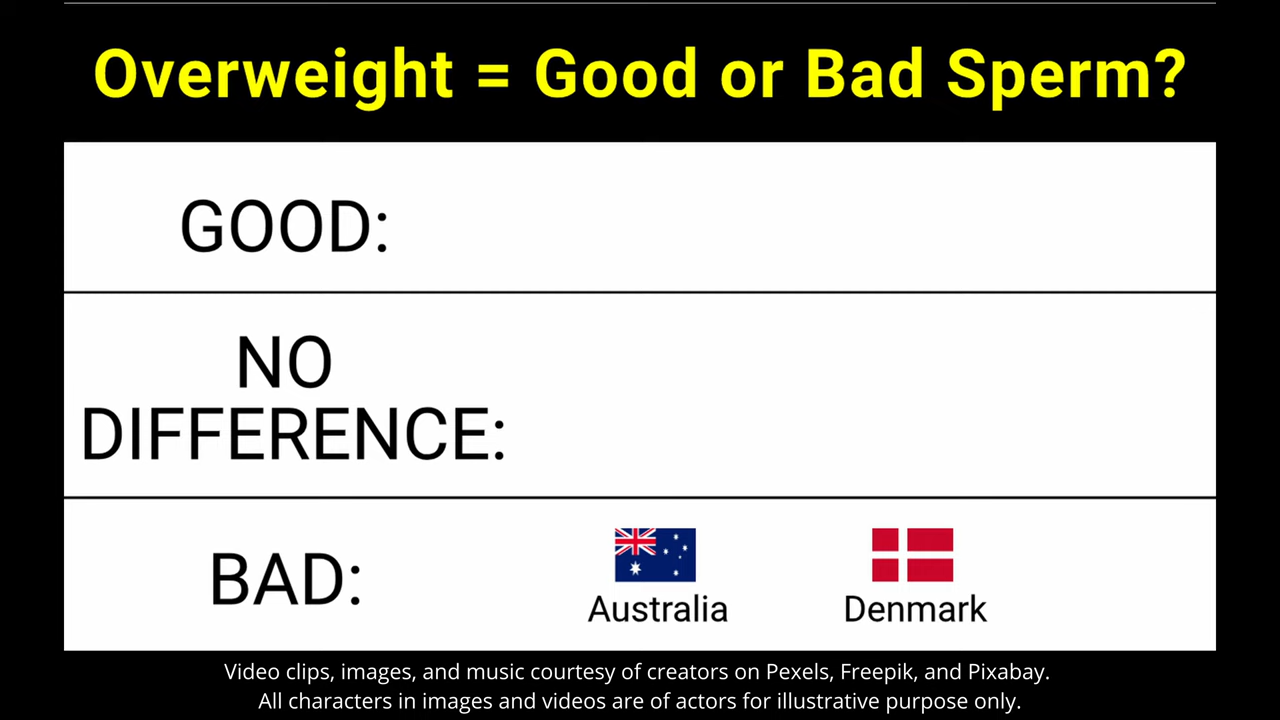 Overweight = Good or Bad Sperm?
GOOD:
NO
DIFFERENCE:
BAD:
Australia
Denmark
Video clips, images, and music courtesy of creators on Pexels, Freepik, and Pixabay.
All characters in images and videos are of actors for illustrative purpose only.